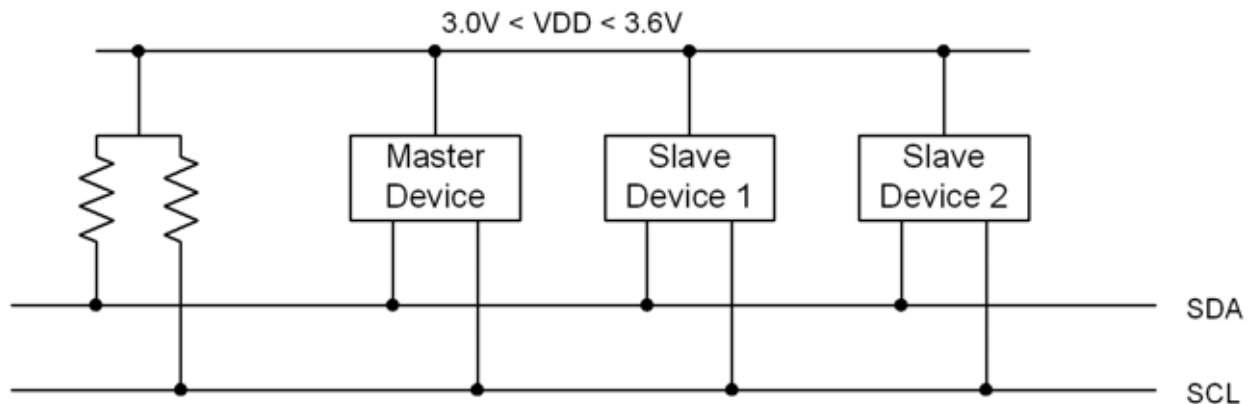 3.0V < VDD < 3.6V
Master
Device
Slave
Device 1
Slave
Device 2
SDA
SCL